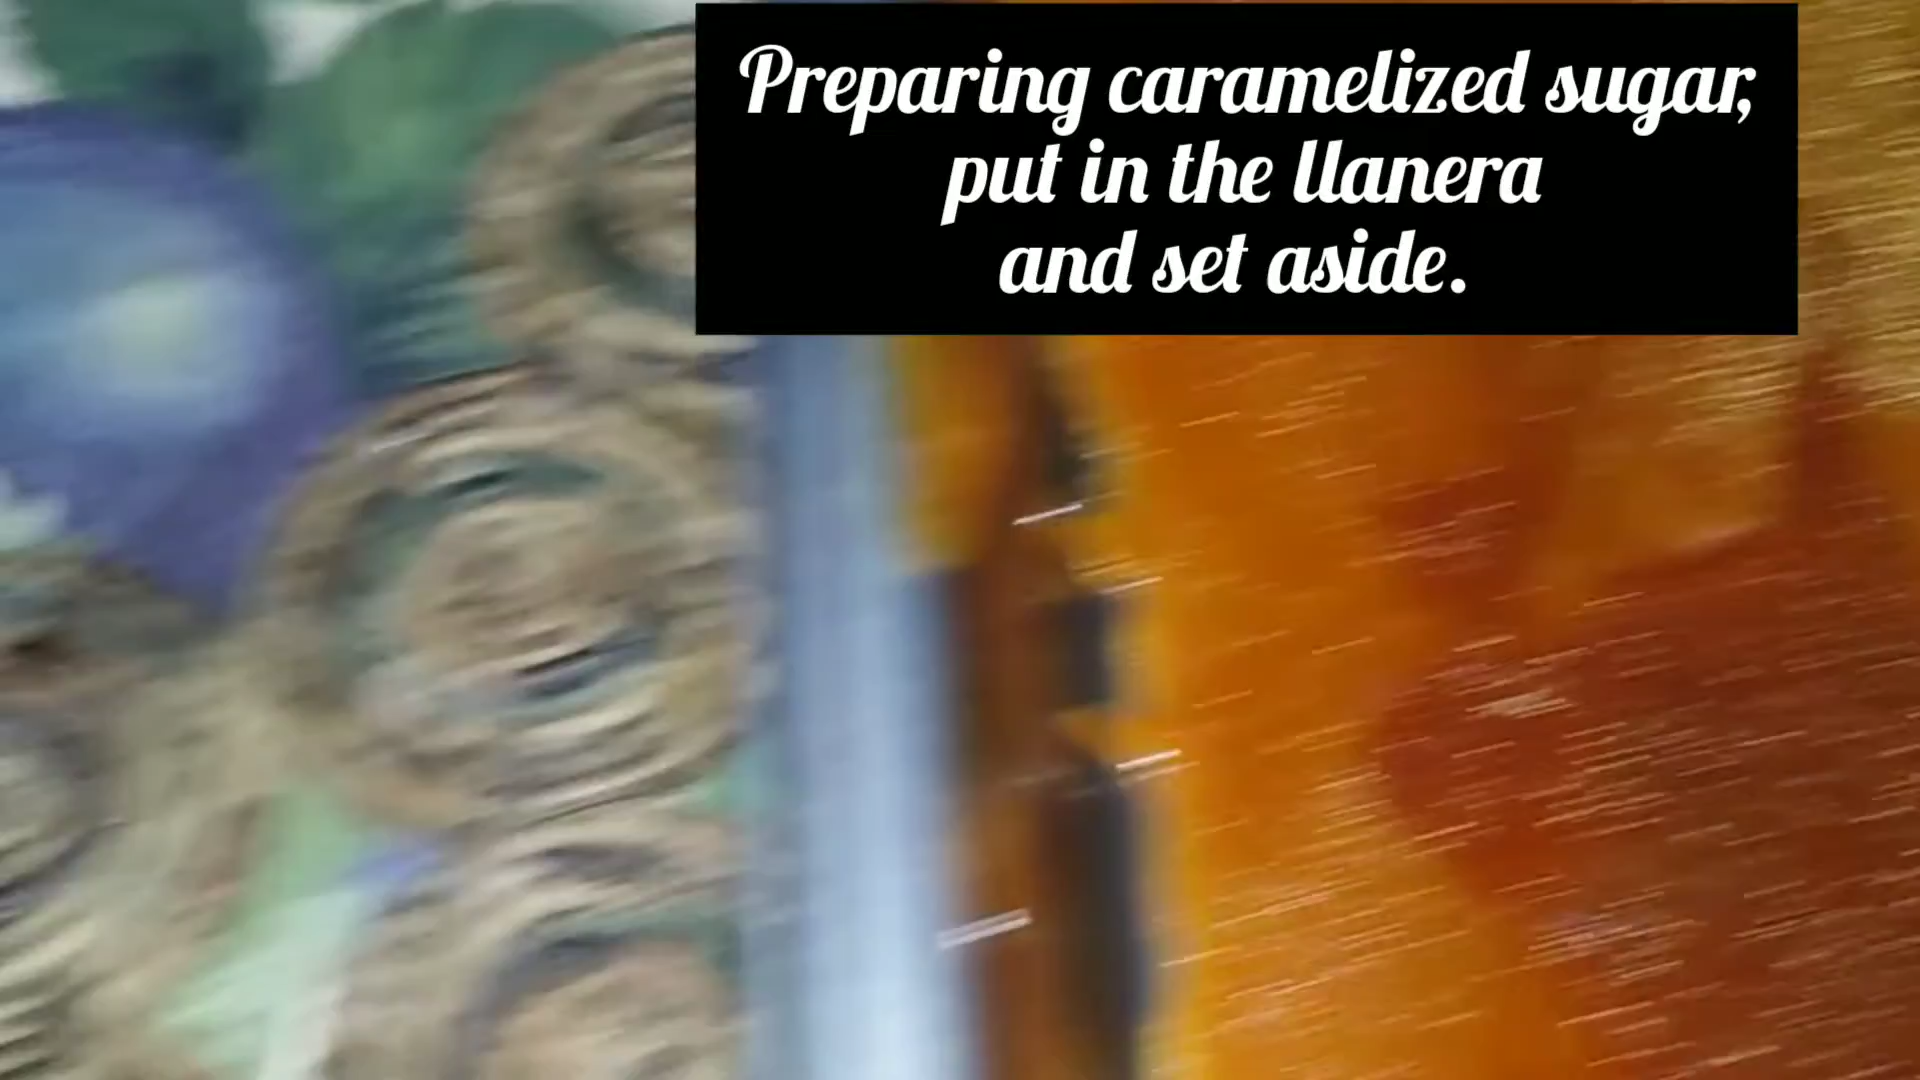 Preparing caramelized sugar,
put in the llanera
and set aside.